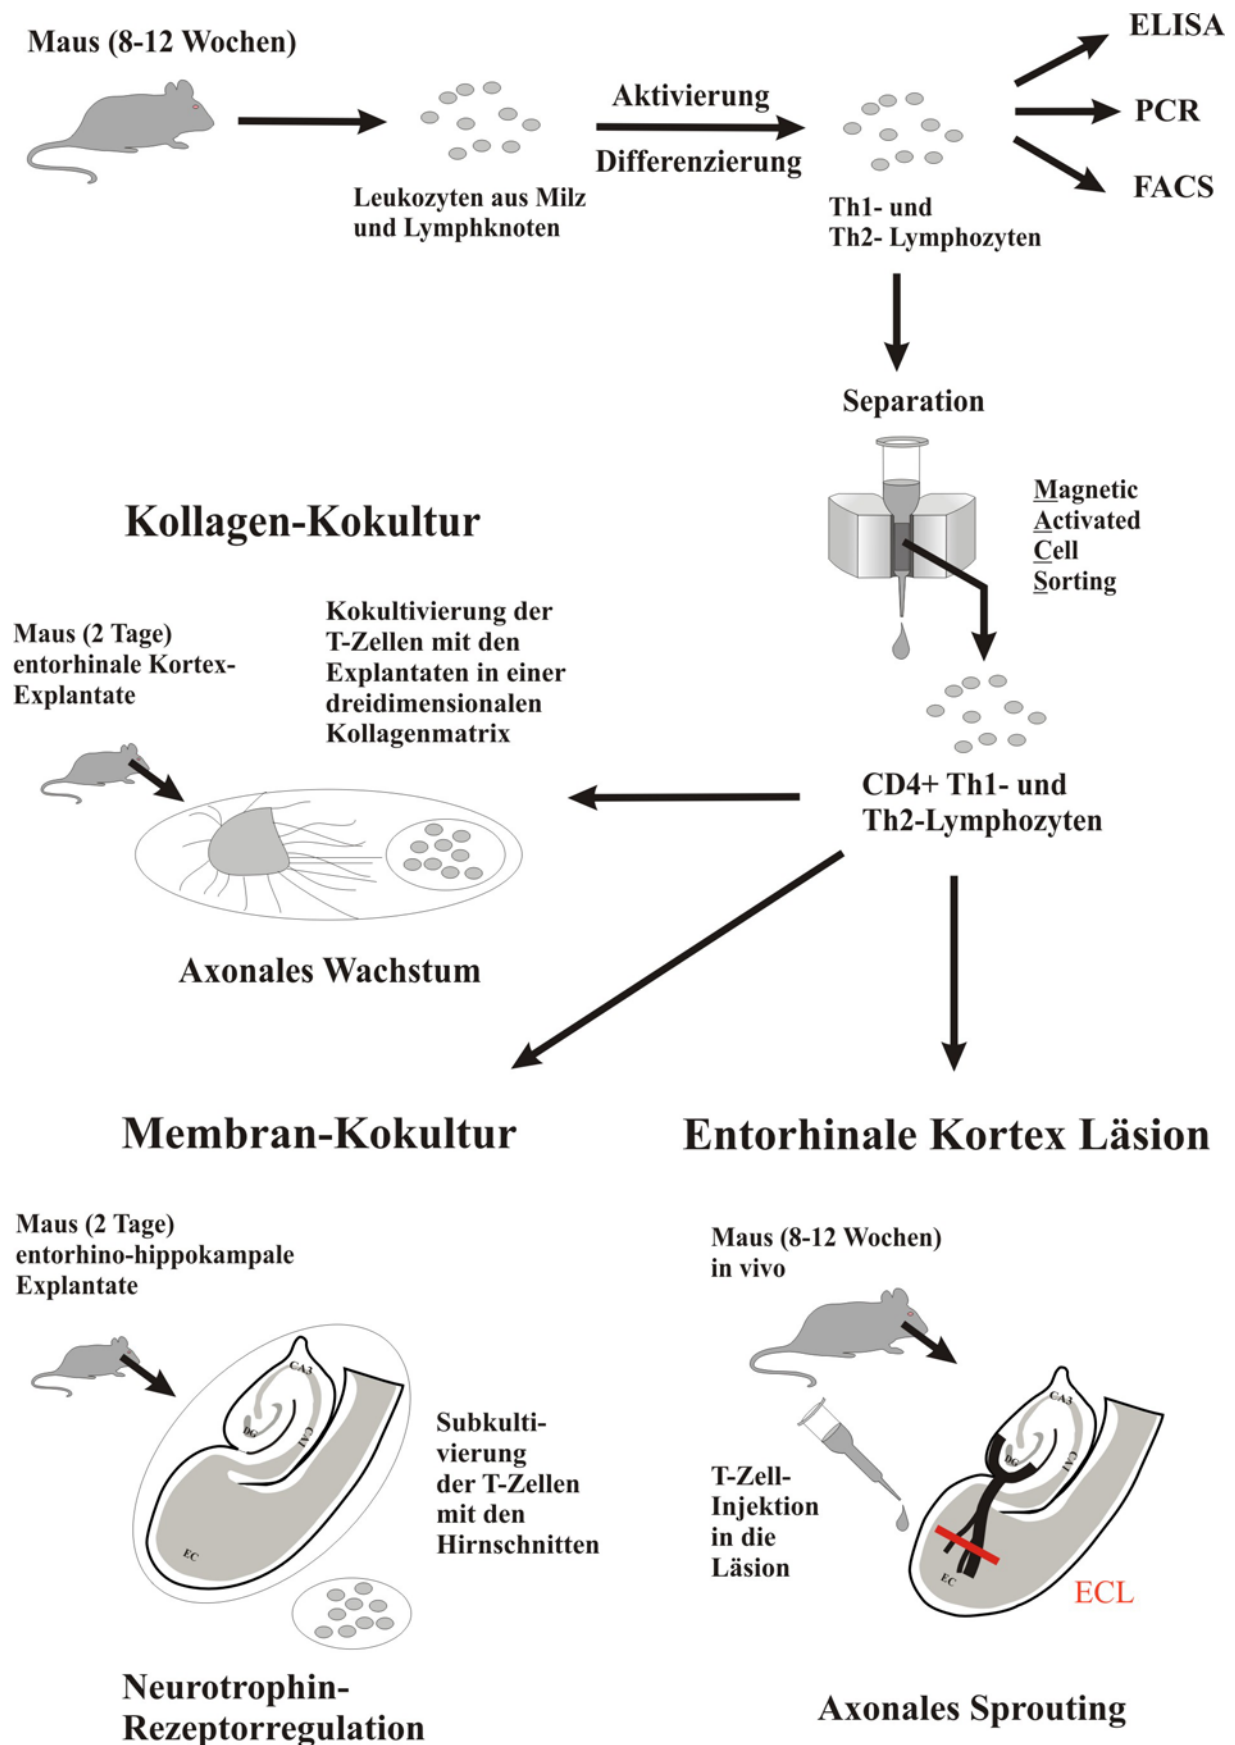 Maus (8-12 Wochen)
Leukozyten aus Milz
und Lymphknoten
Aktivierung
Differenzierung
Th1- und
Th2- Lymphozyten
ELISA
PCR
FACS
Separation
Magnetic
Activated
Cell
Sorting
CD4+ Th1- und
Th2-Lymphozyten
Kollagen-Kokultur
Maus (2 Tage)
entorhinale Kortex-
Explantate
Kokultivierung der
T-Zellen mit den
Explantaten in einer
dreidimensionalen
Kollagenmatrix
Axonales Wachstum
Membran-Kokultur
Maus (2 Tage)
entorhino-hippokampale
Explantate
CA3
DG
CA1
EC
Subkulti-
vierung
der T-Zellen
mit den
Hirnschnitten
Neurotrophin-
Rezeptorregulation
Entorhinale Kortex Läsion
Maus (8-12 Wochen)
in vivo
T-Zell-
Injektion
in die
Läsion
CA3
DG
CA1
EC
ECL
Axonales Sprouting